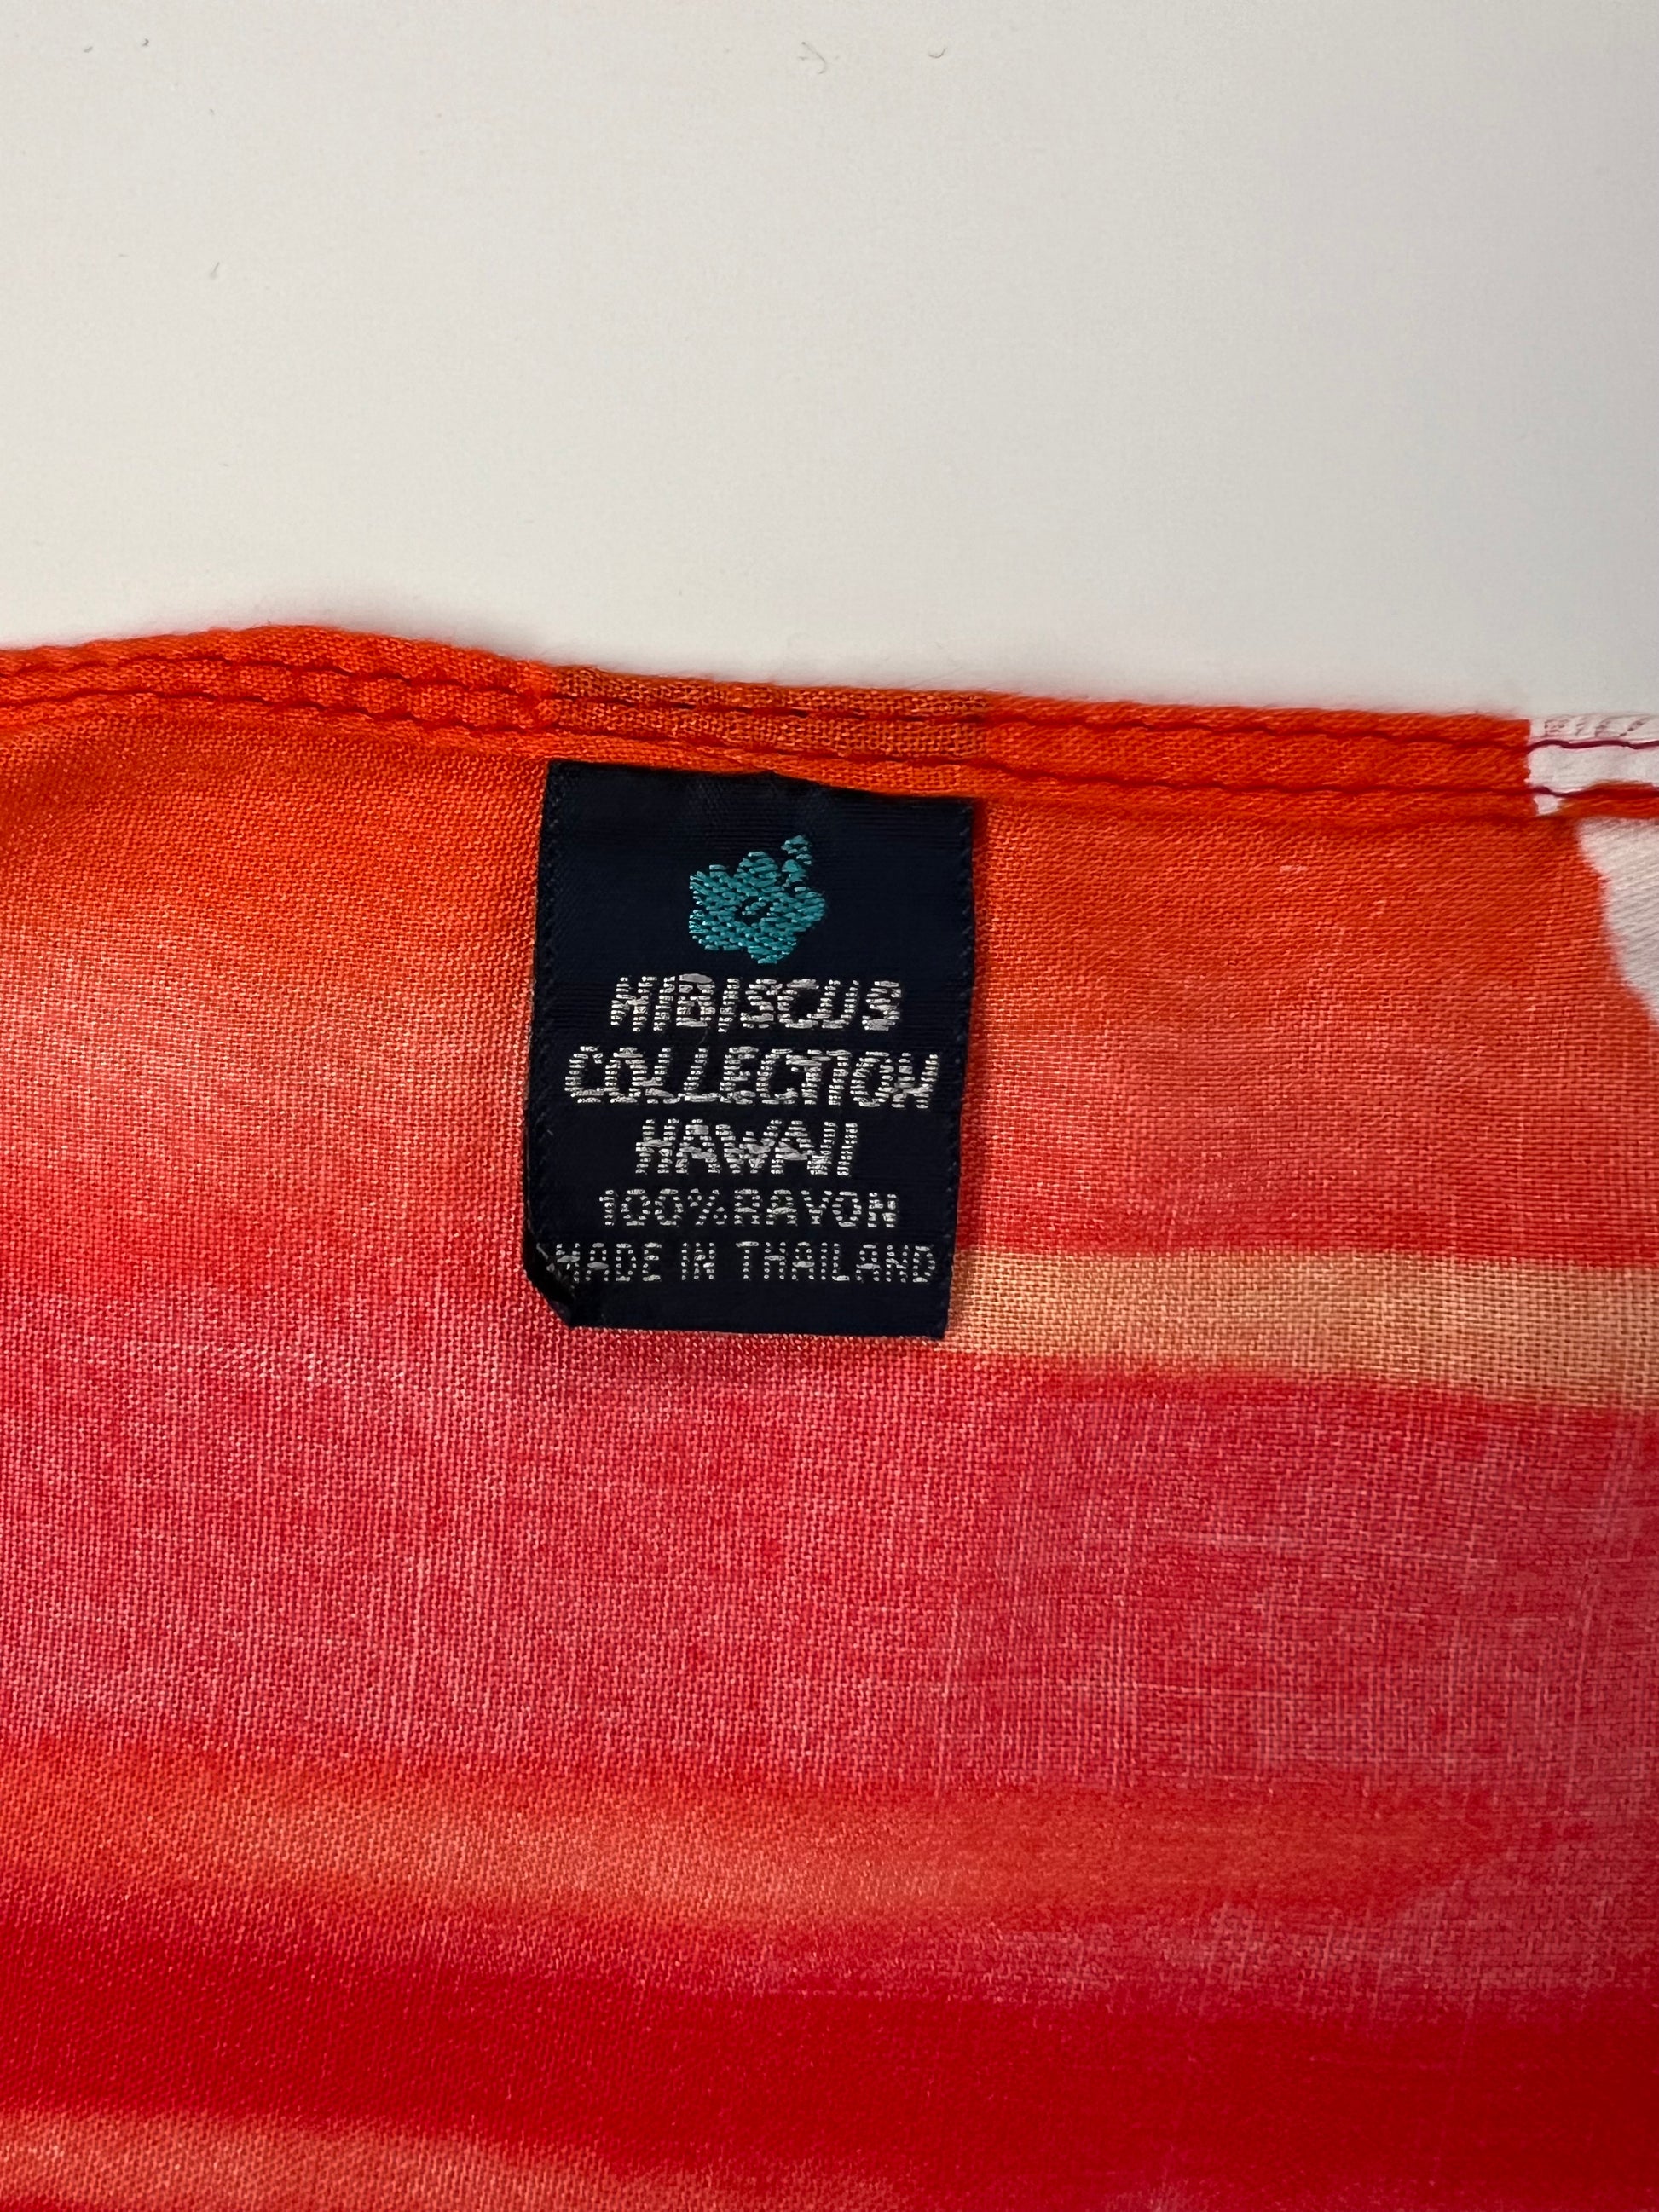 HIBISCUS
COLLECTION
HAWAII
100% RAYON
MADE IN THAILAND